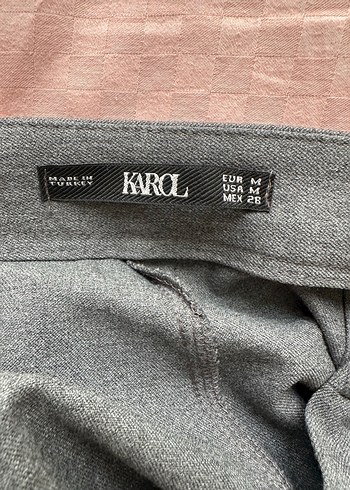 MADE IN
TURKEY
KAROL
EUR M
USA M
MEX 28